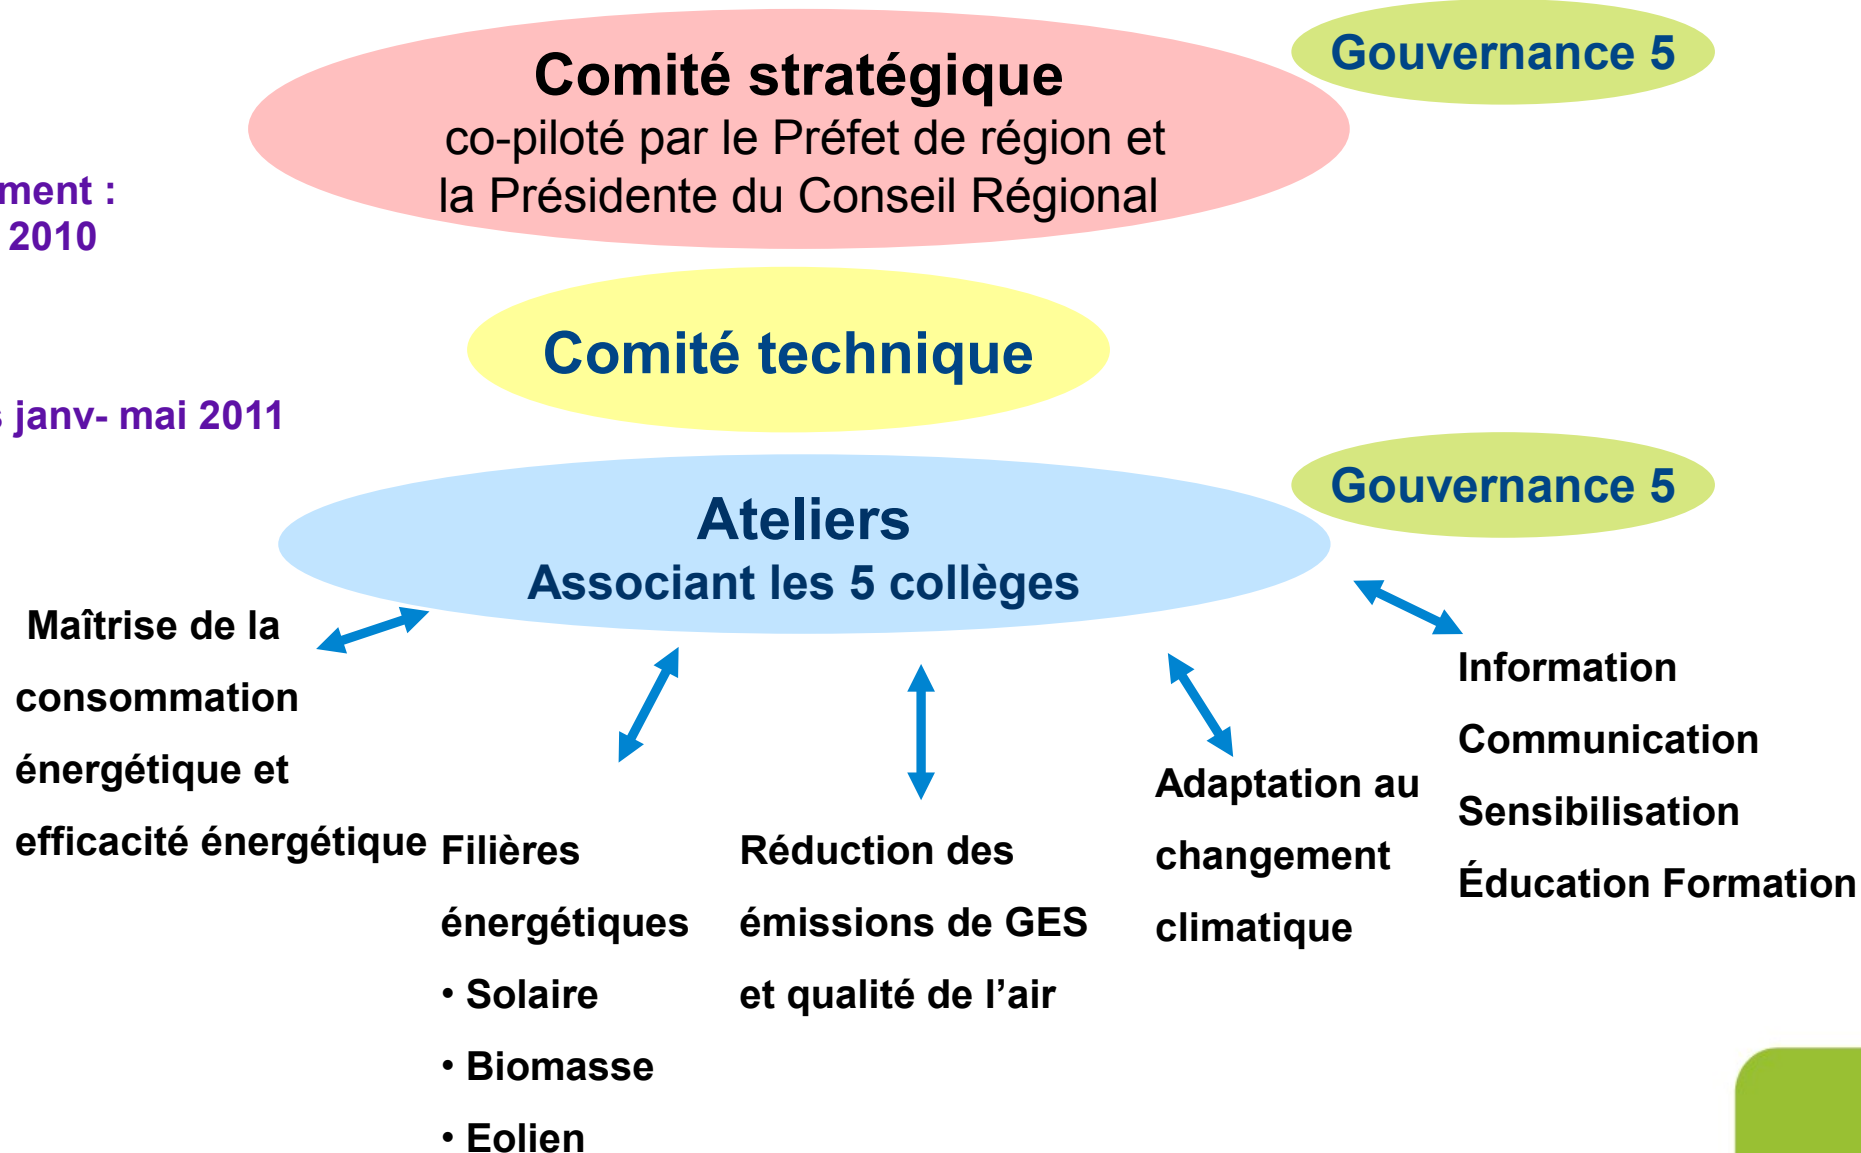 Comité stratégique
co-piloté par le Préfet de région et
la Présidente du Conseil Régional
Gouvernance 5
ment :
2010
Comité technique
s janv- mai 2011
Ateliers
Associant les 5 collèges
Gouvernance 5
Maîtrise de la
consommation
énergétique et
efficacité énergétique
Filières
énergétiques
• Solaire
• Biomasse
• Eolien
Réduction des
émissions de GES
et qualité de l’air
Adaptation au
changement
climatique
Information
Communication
Sensibilisation
Éducation Formation